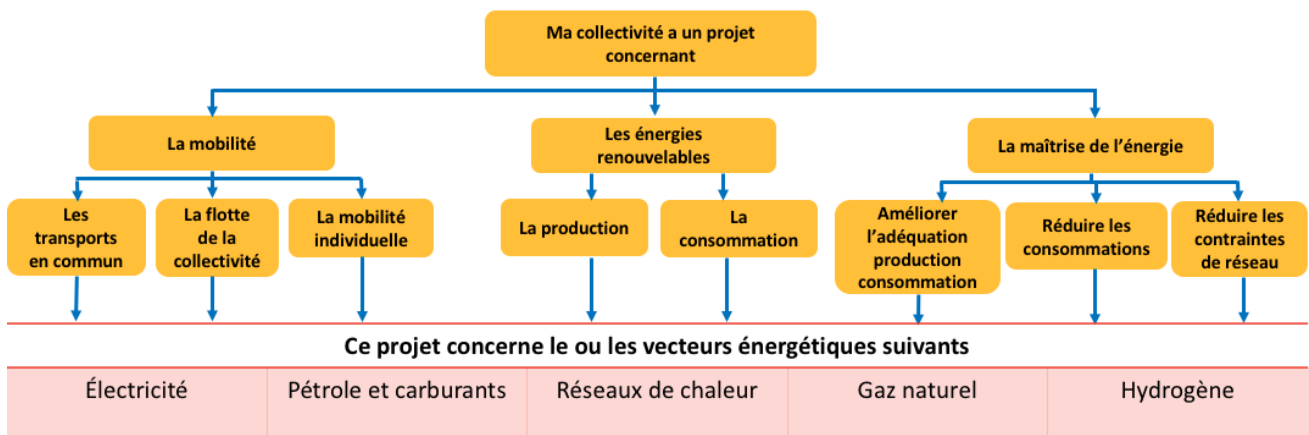 Ma collectivité a un projet
concernant
La mobilité
Les énergies
renouvelables
La maîtrise de l’énergie
Les
transports
en commun
La flotte
de la
collectivité
La mobilité
individuelle
La production
La
consommation
Améliorer
l’adéquation
production
consommation
Réduire les
consommations
Réduire les
contraintes
de réseau
Ce projet concerne le ou les vecteurs énergétiques suivants
Électricité
Pétrole et carburants
Réseaux de chaleur
Gaz naturel
Hydrogène